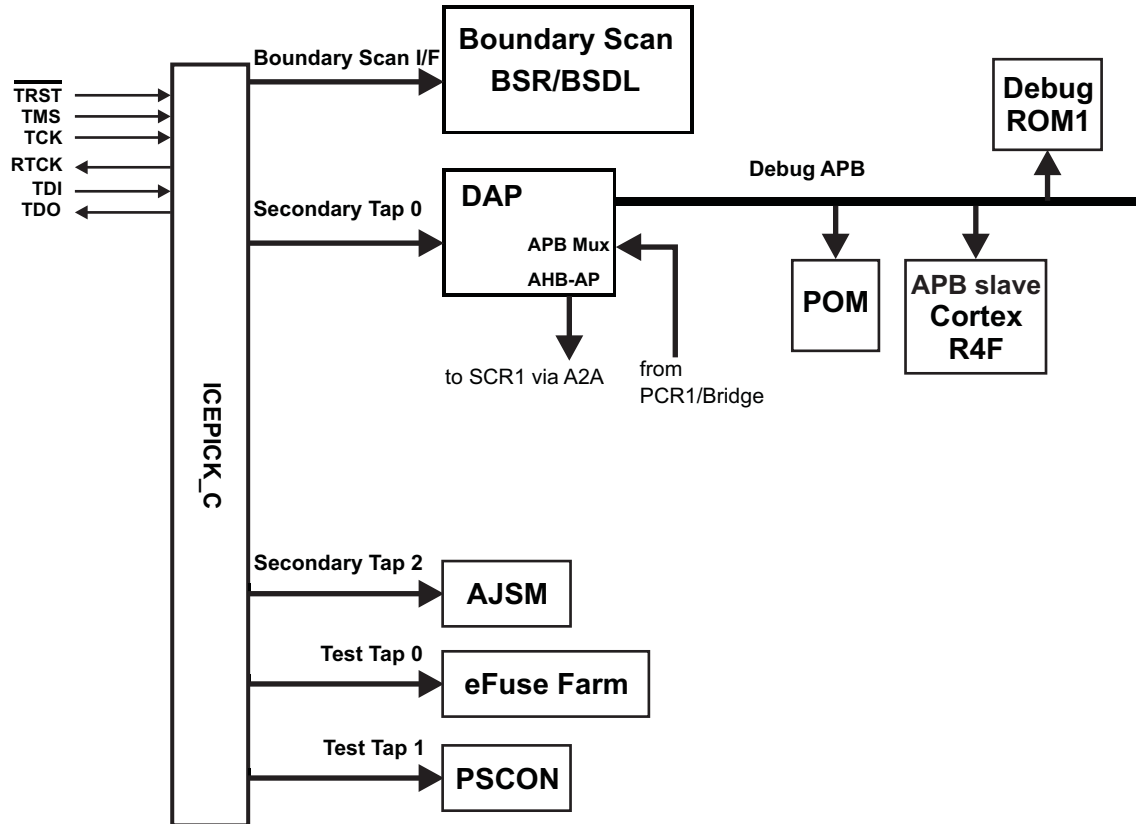 Boundary Scan I/F
Boundary Scan
BSR/BSDL
TRST
TMS
TCK
RTCK
TDI
TDO
ICEPICK_C
Secondary Tap 0
DAP
APB Mux
AHB-AP
to SCR1 via A2A
from
PCR1/Bridge
Debug APB
Debug
ROM1
POM
APB slave
Cortex
R4F
Secondary Tap 2
AJSM
Test Tap 0
eFuse Farm
Test Tap 1
PSCON